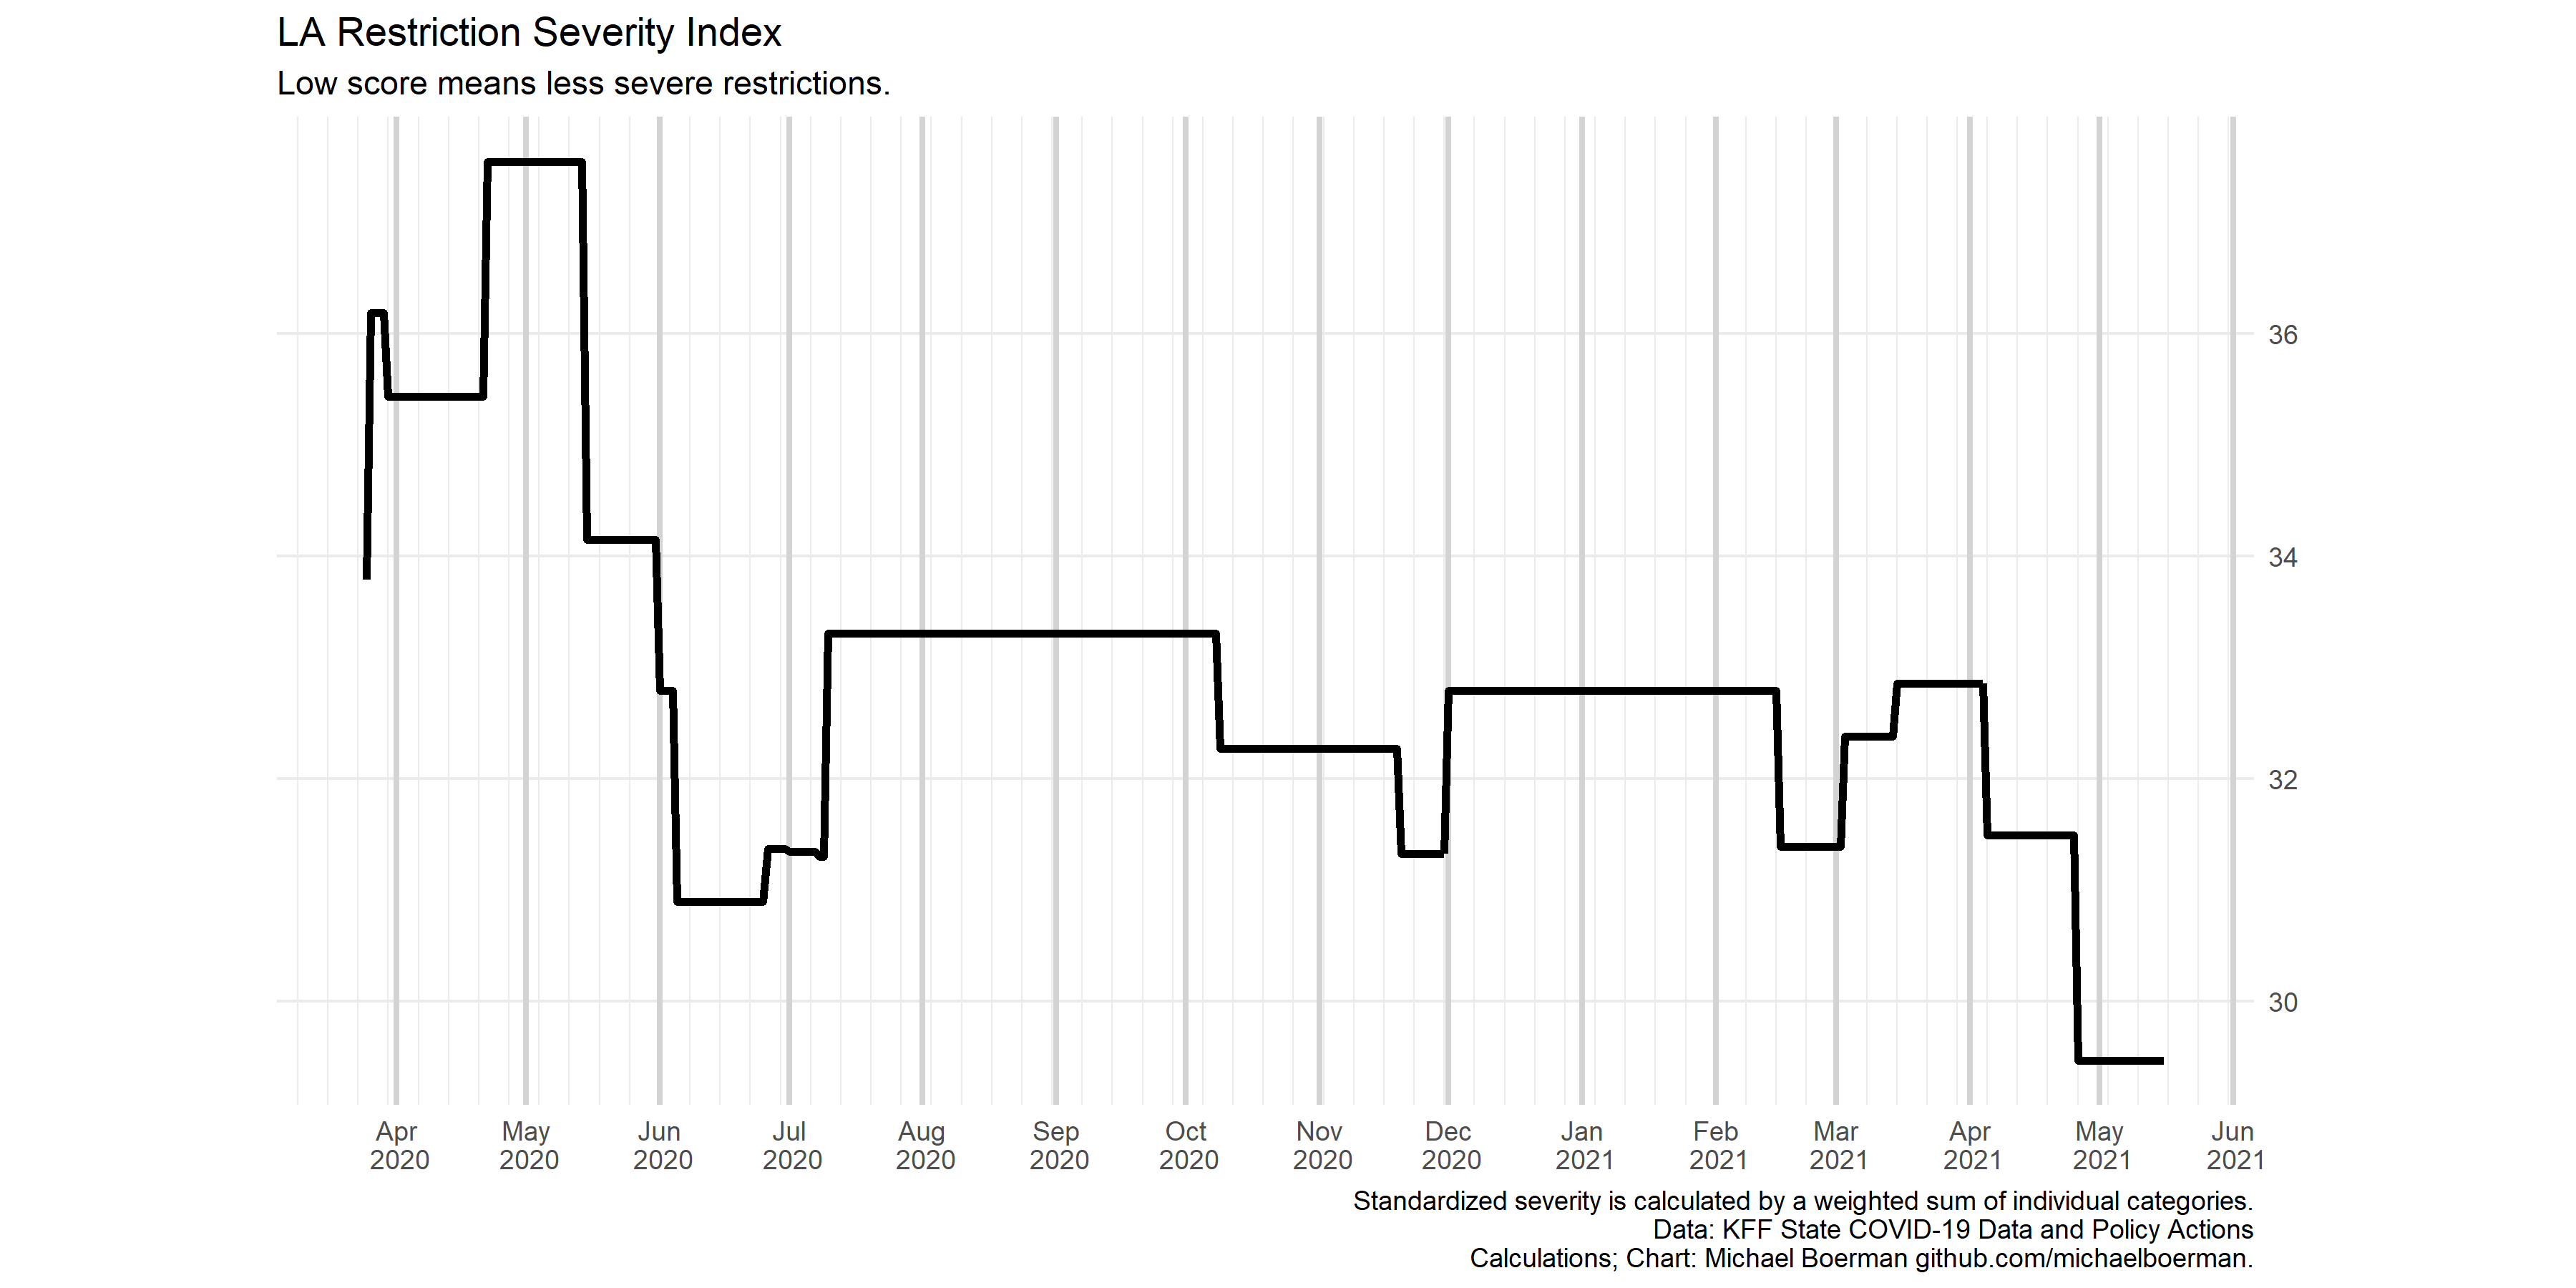 LA Restriction Severity Index
Low score means less severe restrictions.
36
34
32
30
Apr May Jun Jul Aug Sep Oct Nov Dec Jan Feb Mar Apr May Jun
2020 2020 2020 2020 2020 2020 2020 2020 2020 2021 2021 2021 2021 2021 2021
Standardized severity is calculated by a weighted sum of individual categories.
Data: KFF State COVID-19 Data and Policy Actions
Calculations; Chart: Michael Boerman github.com/michaelboerman.